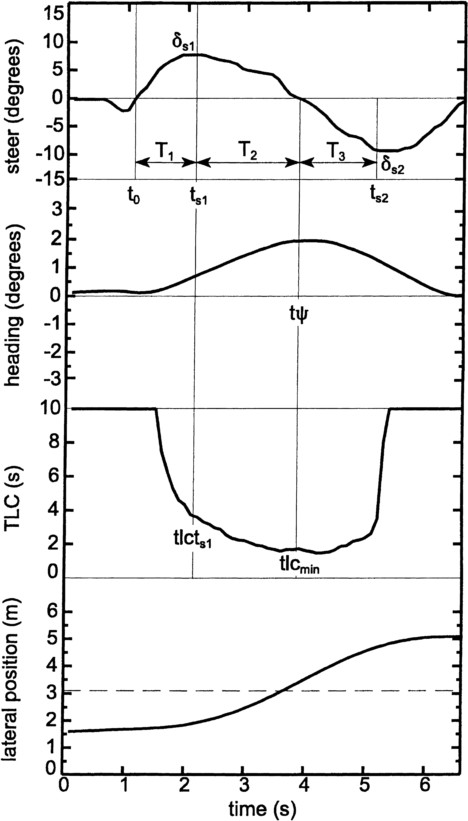 steer (degrees)
15
10
5
0
-5
-10
-15
δs1
T1
T2
T3
δs2
t0
ts1
ts2
heading (degrees)
3
2
1
0
-1
-2
-3
tψ
TLC (s)
10
8
6
4
2
0
tlcts1
tlcmin
lateral position (m)
6
5
4
3
2
1
0
0 1 2 3 4 5 6
time (s)